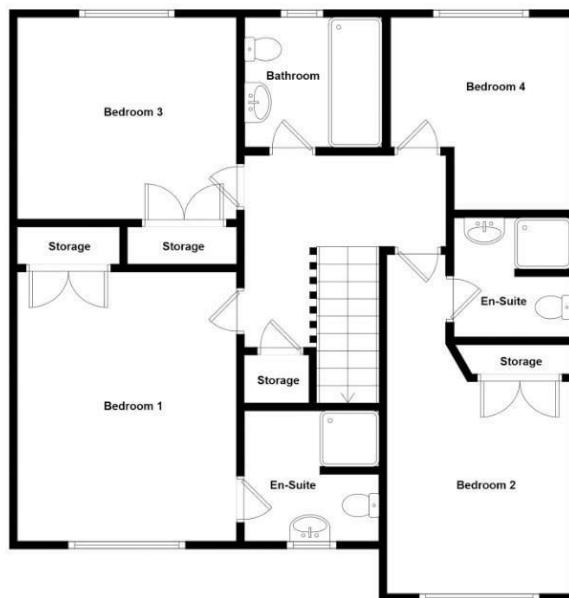 Bathroom
Bedroom 4
Bedroom 3
Storage
Storage
En-Suite
Storage
Storage
Bedroom 1
En-Suite
Bedroom 2